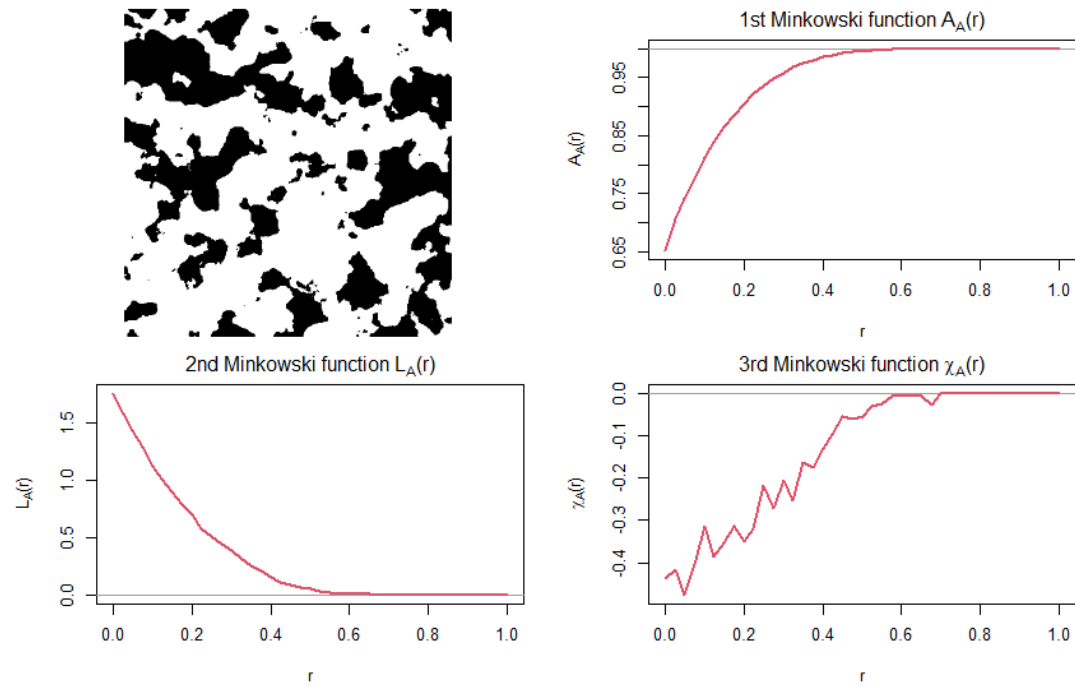 1st Minkowski function A_A(r)
A_A(r)
0.65
0.75
0.85
0.95
0.0 0.2 0.4 0.6 0.8 1.0
r
2nd Minkowski function L_A(r)
L_A(r)
0.0
0.5
1.0
1.5
0.0 0.2 0.4 0.6 0.8 1.0
r
3rd Minkowski function χ_A(r)
χ_A(r)
-0.4
-0.3
-0.2
-0.1
0.0
0.0 0.2 0.4 0.6 0.8 1.0
r